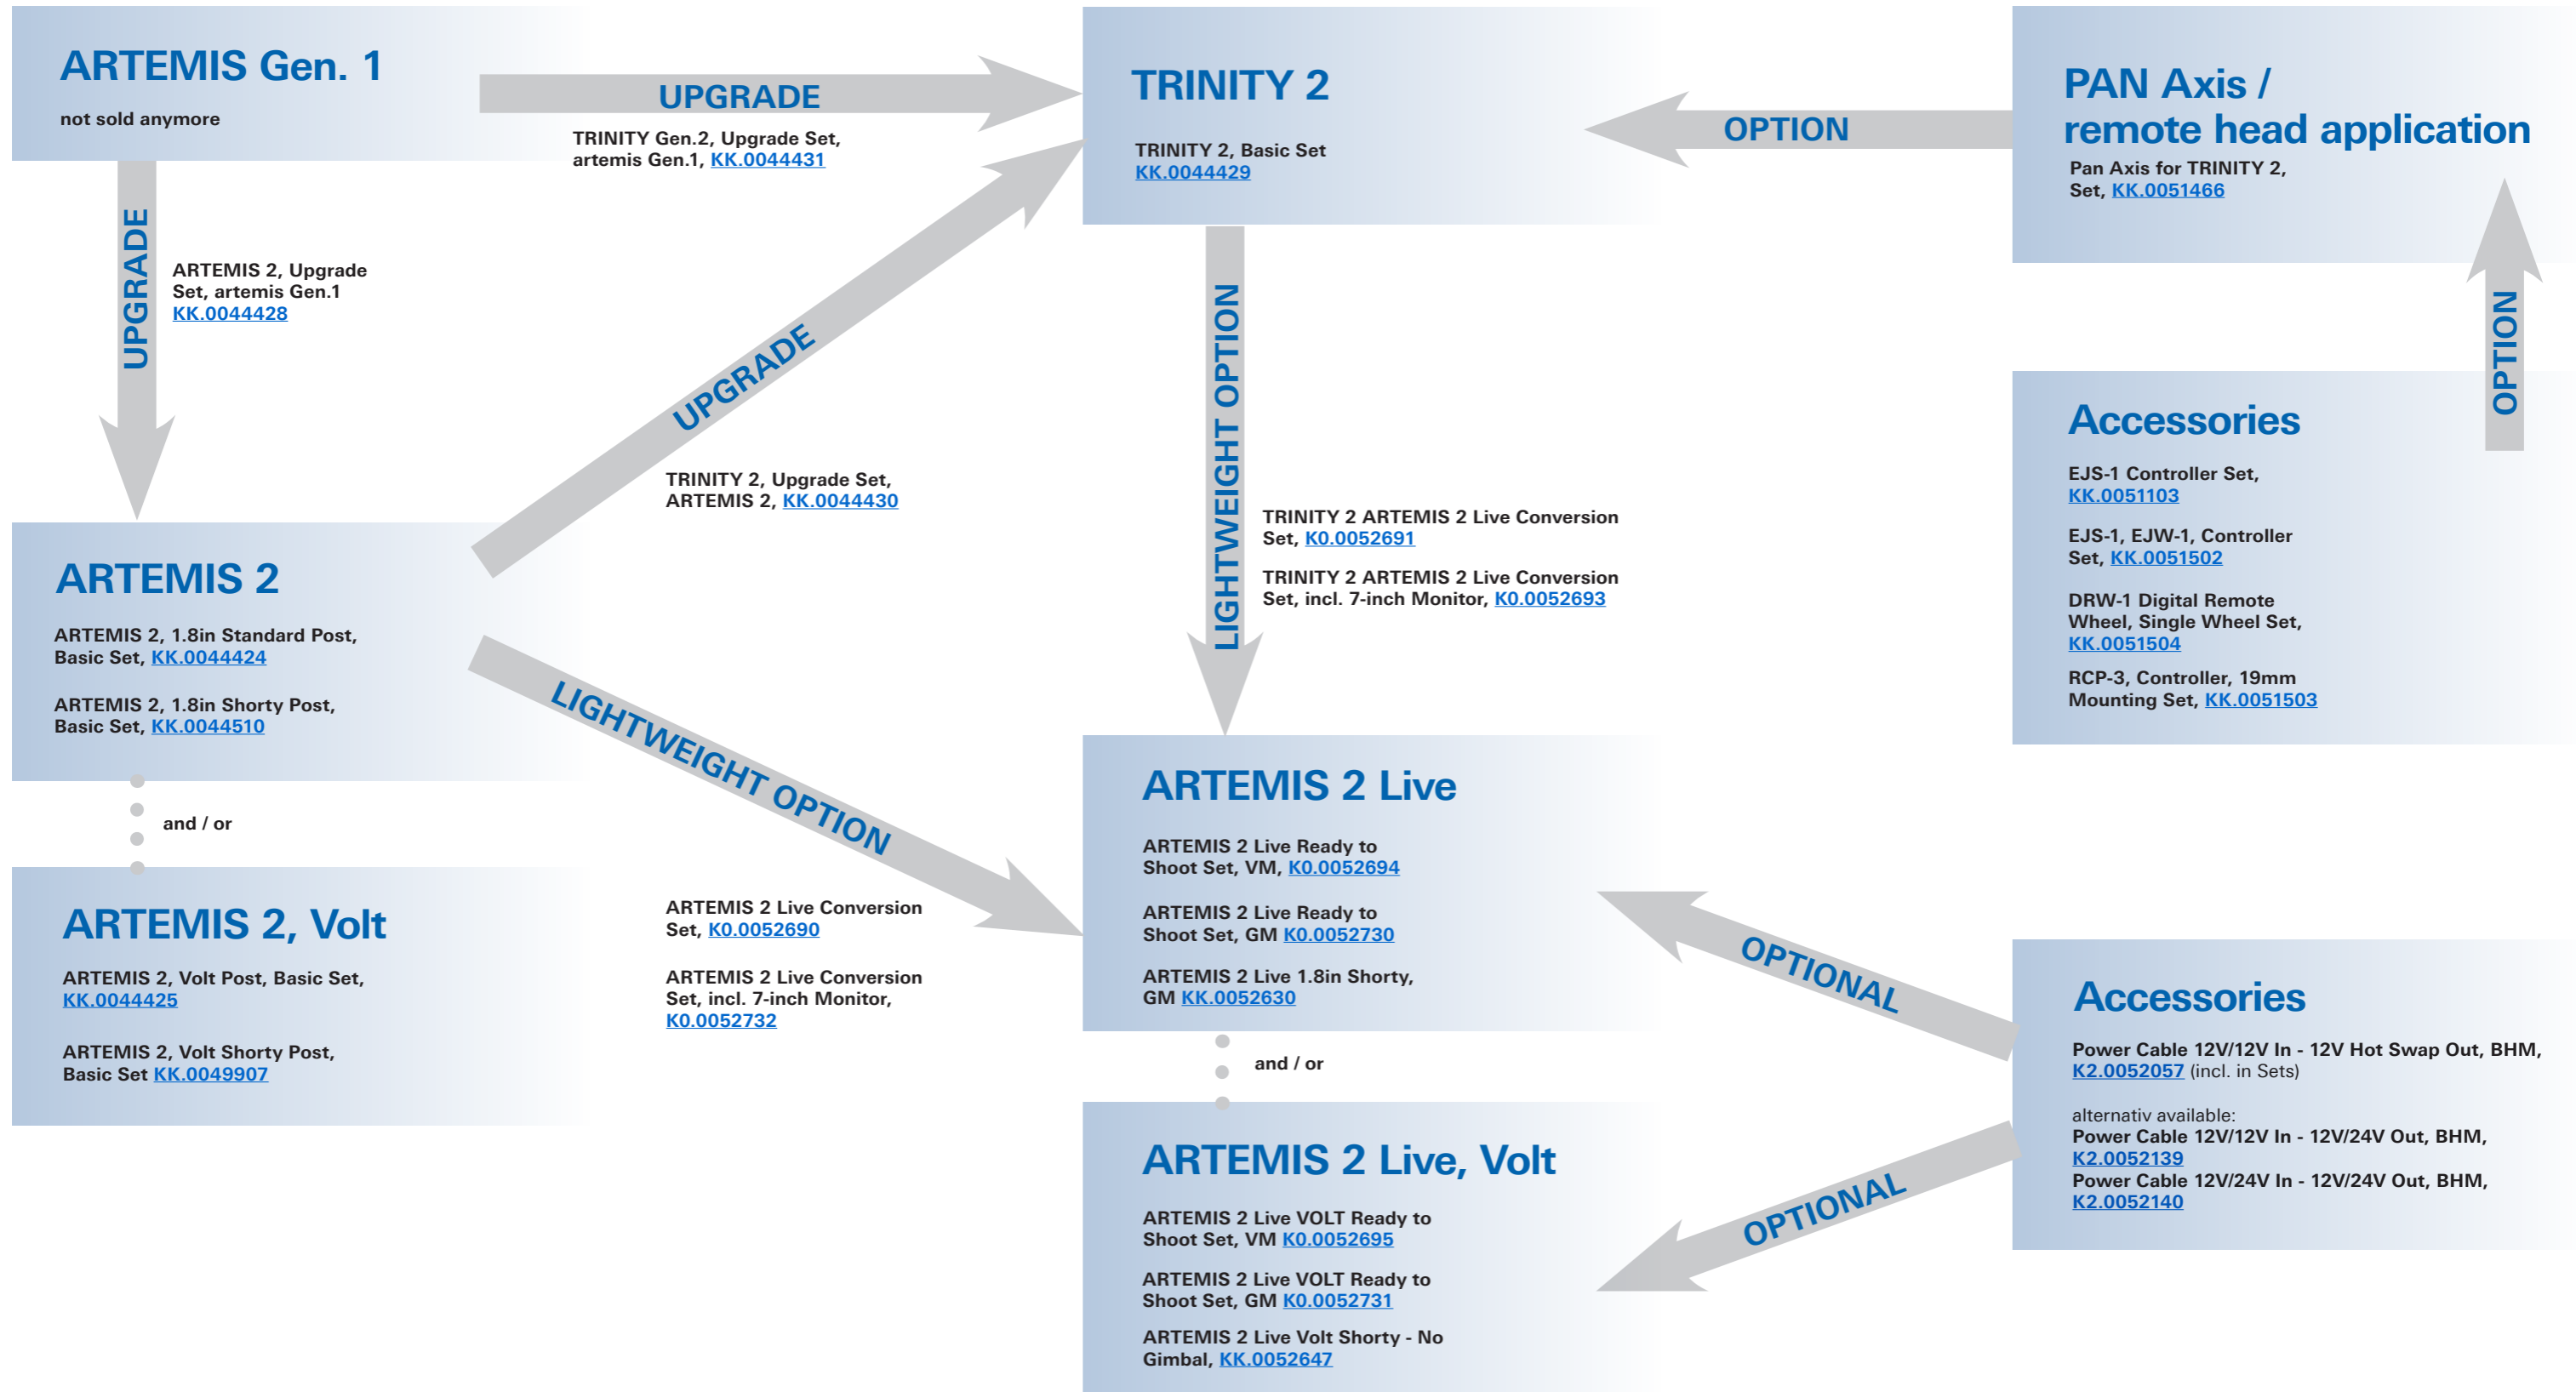 ARTEMIS Gen. 1
not sold anymore
UPGRADE
TRINITY Gen.2, Upgrade Set,
artemis Gen.1, KK.0044431
TRINITY 2
TRINITY 2, Basic Set
KK.0044429
OPTION
PAN Axis /
remote head application
Pan Axis for TRINITY 2,
Set, KK.0051466
UPGRADE
ARTEMIS 2, Upgrade
Set, artemis Gen.1
KK.0044428
UPGRADE
TRINITY 2, Upgrade Set,
ARTEMIS 2, KK.0044430
LIGHTWEIGHT OPTION
TRINITY 2 ARTEMIS 2 Live Conversion
Set, K0.0052691
TRINITY 2 ARTEMIS 2 Live Conversion
Set, incl. 7-inch Monitor, K0.0052693
OPTION
Accessories
EJS-1 Controller Set,
KK.0051103
EJS-1, EJW-1, Controller
Set, KK.0051502
DRW-1 Digital Remote
Wheel, Single Wheel Set,
KK.0051504
RCP-3, Controller, 19mm
Mounting Set, KK.0051503
ARTEMIS 2
ARTEMIS 2, 1.8in Standard Post,
Basic Set, KK.0044424
ARTEMIS 2, 1.8in Shorty Post,
Basic Set, KK.0044510
and / or
ARTEMIS 2, Volt
ARTEMIS 2, Volt Post, Basic Set,
KK.0044425
ARTEMIS 2, Volt Shorty Post,
Basic Set KK.0049907
LIGHTWEIGHT OPTION
ARTEMIS 2 Live Conversion
Set, K0.0052690
ARTEMIS 2 Live Conversion
Set, incl. 7-inch Monitor,
K0.0052732
ARTEMIS 2 Live
ARTEMIS 2 Live Ready to
Shoot Set, VM, K0.0052694
ARTEMIS 2 Live Ready to
Shoot Set, GM K0.0052730
ARTEMIS 2 Live 1.8in Shorty,
GM KK.0052630
and / or
ARTEMIS 2 Live, Volt
ARTEMIS 2 Live VOLT Ready to
Shoot Set, VM K0.0052695
ARTEMIS 2 Live VOLT Ready to
Shoot Set, GM K0.0052731
ARTEMIS 2 Live Volt Shorty - No
Gimbal, KK.0052647
OPTIONAL
OPTIONAL
Accessories
Power Cable 12V/12V In - 12V Hot Swap Out, BHM,
K2.0052057 (incl. in Sets)
alternativ available:
Power Cable 12V/12V In - 12V/24V Out, BHM,
K2.0052139
Power Cable 12V/24V In - 12V/24V Out, BHM,
K2.0052140